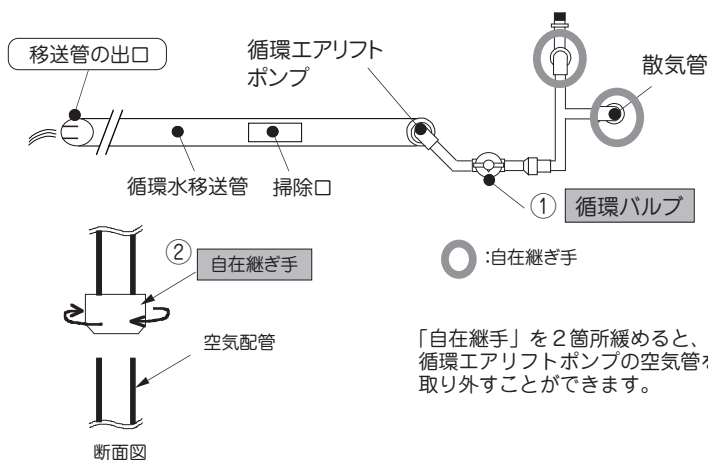 移送管の出口
循環エアリフト
ポンプ
散気管
循環水移送管
掃除口
① 循環バルブ
② 自在継ぎ手
:自在継ぎ手
空気配管
「自在継手」を２箇所緩めると、
循環エアリフトポンプの空気管を
取り外すことができます。
断面図